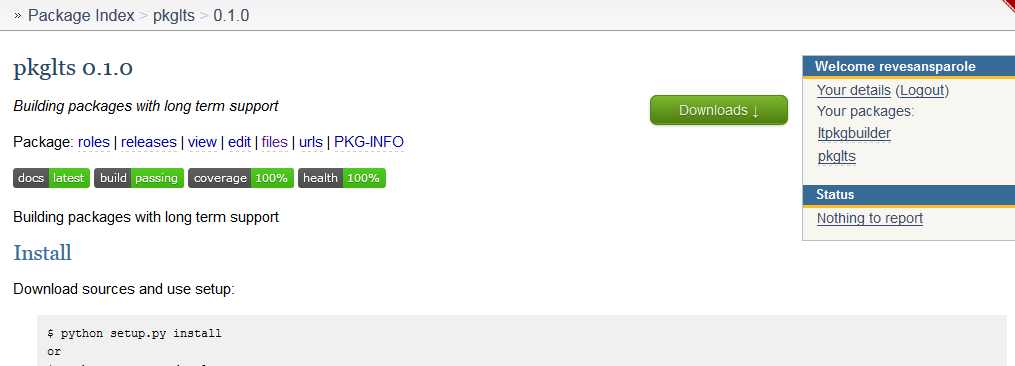 » Package Index > pkglts > 0.1.0
pkglts 0.1.0
Building packages with long term support
Downloads ↓
Package: roles | releases | view | edit | files | urls | PKG-INFO
docs latest build passing coverage 100% health 100%
Building packages with long term support
Install
Download sources and use setup:
$ python setup.py install
or
Welcome revesansparole
Your details (Logout)
Your packages:
ltpkgbuilder
pkglts
Status
Nothing to report